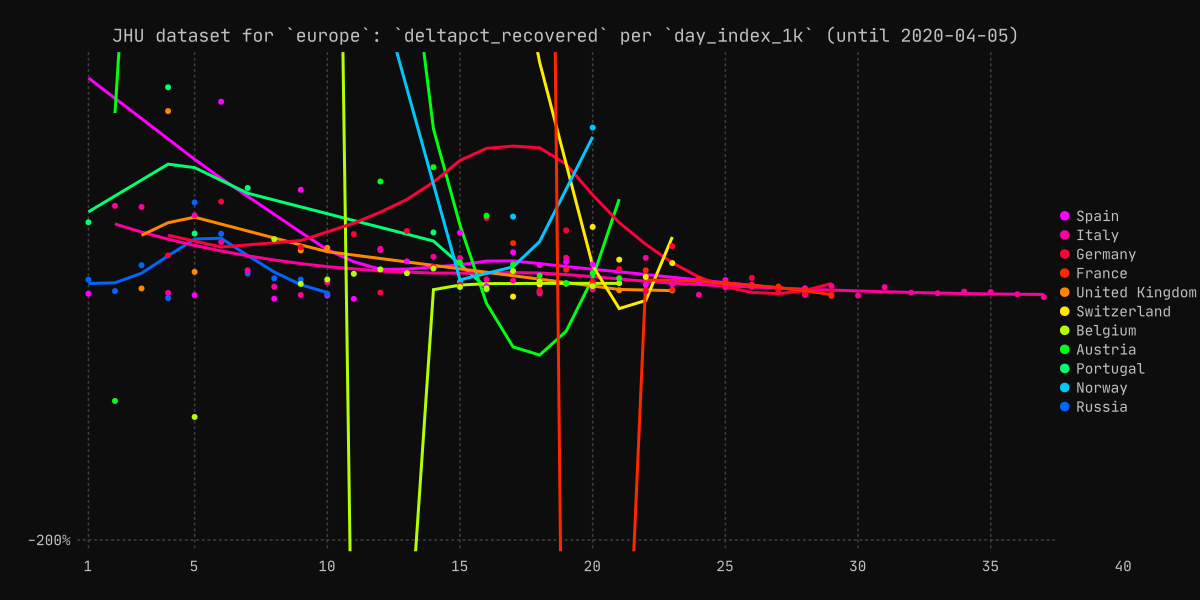 JHU dataset for `europe`: `deltapct_recovered` per `day_index_1k` (until 2020-04-05)
Spain
Italy
Germany
France
United Kingdom
Switzerland
Belgium
Austria
Portugal
Norway
Russia
-200%
1 5 10 15 20 25 30 35 40